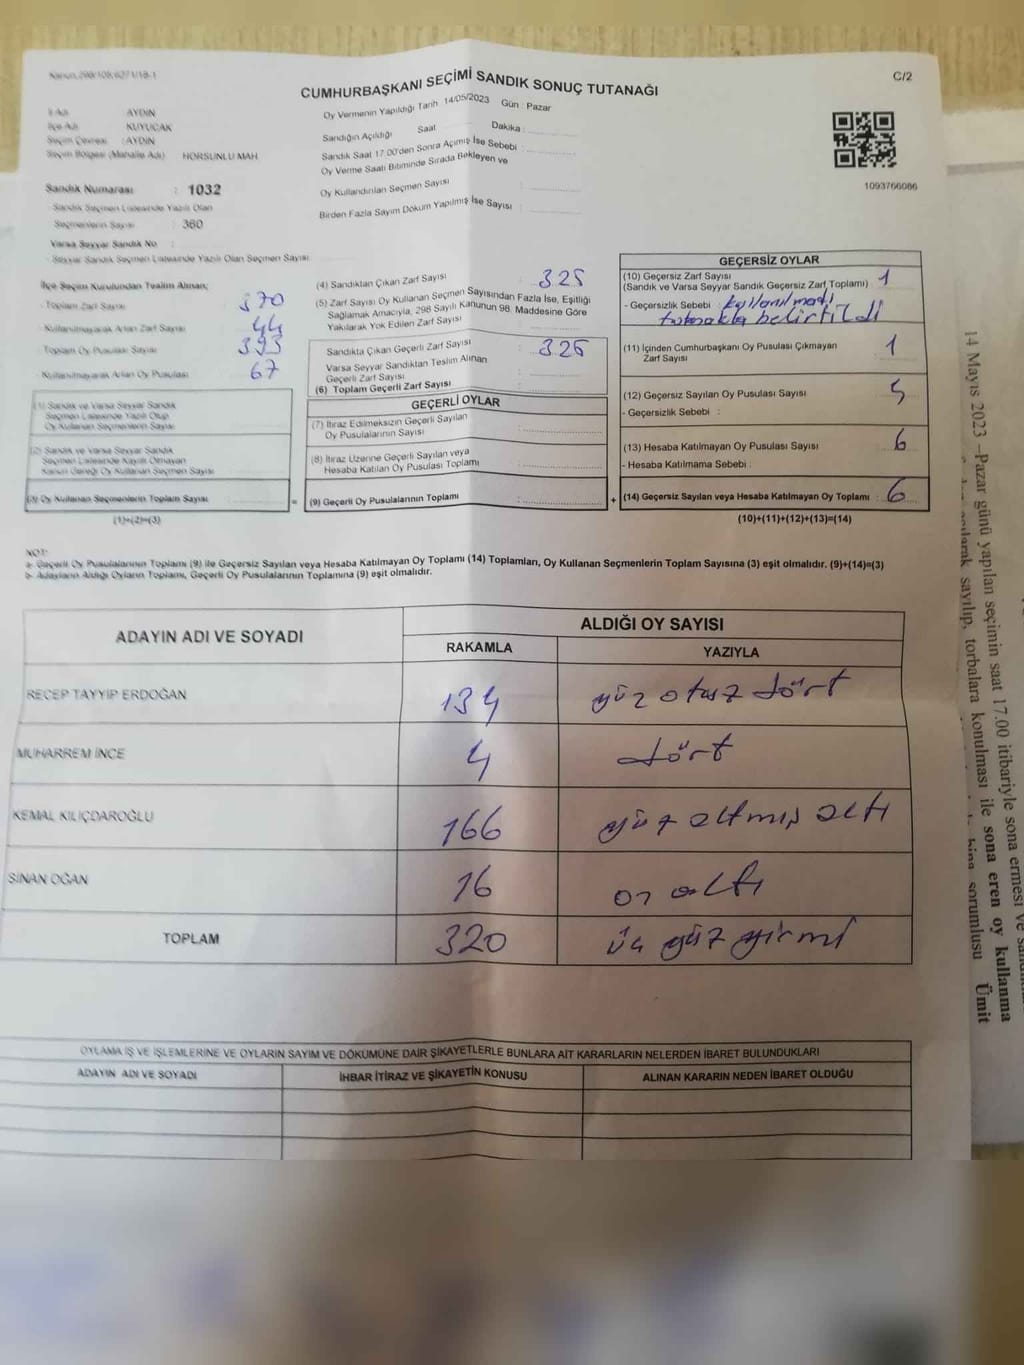 Kanun,298/108;6271/18-1
C/2
CUMHURBAŞKANI SEÇİMİ SANDIK SONUÇ TUTANAĞI
İl Adı : AYDIN
İlçe Adı : KUYUCAK
Seçim Çevresi : AYDIN
Seçim Bölgesi (Mahalle Adı) : HORSUNLU MAH
Sandık Numarası : 1032
Sandık Seçmen Listesinde Yazılı Olan
Seçmenlerin Sayısı : 360
Varsa Seyyar Sandık No :
Seyyar Sandık Seçmen Listesinde Yazılı Olan Seçmen Sayısı
Oy Vermenin Yapıldığı Tarih 14/05/2023 Gün : Pazar
Sandığın Açıldığı Saat Dakika :
Sandık Saat 17.00'den Sonra Açımış İse Sebebi :
Oy Verme Saati Bitiminde Sırada Bekleyen ve
Oy Kullandırılan Seçmen Sayısı
Birden Fazla Sayım Döküm Yapılmış İse Sayısı
1093766086
İlçe Seçim Kurulundan Teslim Alınan;
- Toplam Zarf Sayısı 370
- Kullanılmayarak Artan Zarf Sayısı 44
- Toplam Oy Pusulası Sayısı 393
- Kullanılmayarak Artan Oy Pusulası 67
(1) Sandık ve Varsa Seyyar Sandık
Seçmen Listesinde Yazılı Olup
Oy Kullanan Seçmenlerin Sayısı
(2) Sandık ve Varsa Seyyar Sandık
Seçmen Listesinde Kayıtlı Olmayan
Kanun Gereği Oy Kullanan Seçmen Sayısı
(3) Oy Kullanan Seçmenlerin Toplam Sayısı
(1)+(2)=(3)
(4) Sandıktan Çıkan Zarf Sayısı : 325
(5) Zarf Sayısı Oy Kullanan Seçmen Sayısından Fazla İse, Eşitliği
Sağlamak Amacıyla, 298 Sayılı Kanunun 98. Maddesine Göre
Yakılarak Yok Edilen Zarf Sayısı
Sandıkta Çıkan Geçerli Zarf Sayısı : 325
Varsa Seyyar Sandıktan Teslim Alınan
Geçerli Zarf Sayısı
(6) Toplam Geçerli Zarf Sayısı
GEÇERLİ OYLAR
(7) İtiraz Edilmeksizin Geçerli Sayılan
Oy Pusulalarının Sayısı
(8) İtiraz Üzerine Geçerli Sayılan veya
Hesaba Katılan Oy Pusulası Toplamı
= (9) Geçerli Oy Pusulalarının Toplamı :
GEÇERSİZ OYLAR
(10) Geçersiz Zarf Sayısı
(Sandık ve Varsa Seyyar Sandık Geçersiz Zarf Toplamı) 1
- Geçersizlik Sebebi : kullanılmadı
tutanakla belirtildi
(11) İçinden Cumhurbaşkanı Oy Pusulası Çıkmayan
Zarf Sayısı 1
(12) Geçersiz Sayılan Oy Pusulası Sayısı 5
- Geçersizlik Sebebi :
(13) Hesaba Katılmayan Oy Pusulası Sayısı 6
- Hesaba Katılmama Sebebi :
+ (14) Geçersiz Sayılan veya Hesaba Katılmayan Oy Toplamı : 6
(10)+(11)+(12)+(13)=(14)
NOT:
a- Geçerli Oy Pusulalarının Toplamı (9) ile Geçersiz Sayılan veya Hesaba Katılmayan Oy Toplamı (14) Toplamları, Oy Kullanan Seçmenlerin Toplam Sayısına (3) eşit olmalıdır. (9)+(14)=(3)
b- Adayların Aldığı Oyların Toplamı, Geçerli Oy Pusulalarının Toplamına (9) eşit olmalıdır.
ADAYIN ADI VE SOYADI
ALDIĞI OY SAYISI
RAKAMLA YAZIYLA
RECEP TAYYIP ERDOĞAN 134 yüz otuz dört
MUHARREM İNCE 4 dört
KEMAL KILIÇDAROĞLU 166 yüz altmış altı
SİNAN OĞAN 16 on altı
TOPLAM 320 üç yüz yirmi
OYLAMA İŞ VE İŞLEMLERİNE VE OYLARIN SAYIM VE DÖKÜMÜNE DAİR ŞİKAYETLERLE BUNLARA AİT KARARLARIN NELERDEN İBARET BULUNDUKLARI
ADAYIN ADI VE SOYADI İHBAR İTİRAZ VE ŞİKAYETİN KONUSU ALINAN KARARIN NEDEN İBARET OLDUĞU
14 Mayıs 2023 –Pazar günü yapılan seçimin saat 17.00 itibariyle sona ermesi ve
açılarak sayılıp, torbalara konulması ile sona eren oy kullanma
bina sorumlusu Ümit